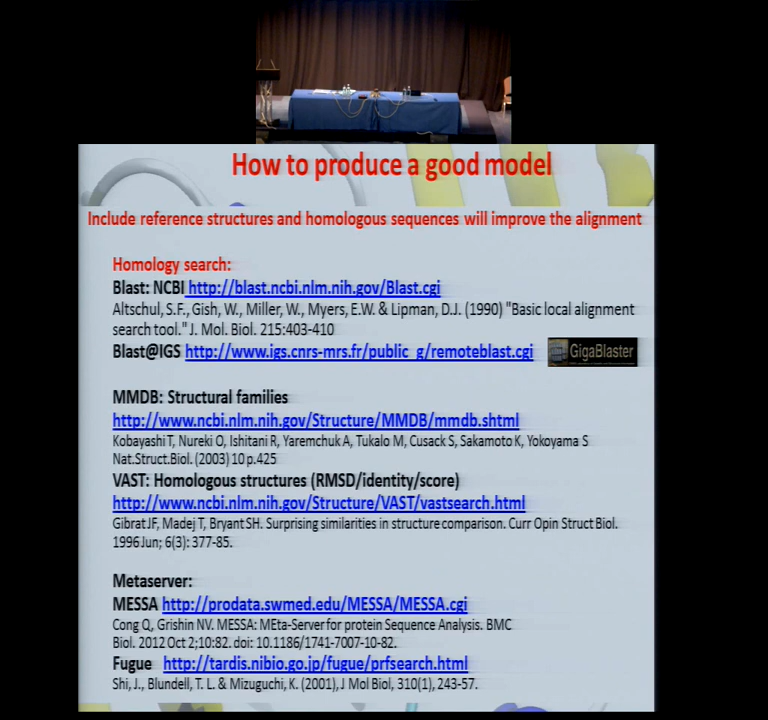 How to produce a good model
Include reference structures and homologous sequences will improve the alignment
Homology search:
Blast: NCBI http://blast.ncbi.nlm.nih.gov/Blast.cgi
Altschul, S.F., Gish, W., Miller, W., Myers, E.W. & Lipman, D.J. (1990) "Basic local alignment
search tool." J. Mol. Biol. 215:403-410
Blast@IGS http://www.igs.cnrs-mrs.fr/public_g/remoteblast.cgi
GigaBlaster
MMDB: Structural families
http://www.ncbi.nlm.nih.gov/Structure/MMDB/mmdb.shtml
Kobayashi T, Nureki O, Ishitani R, Yaremchuk A, Tukalo M, Cusack S, Sakamoto K, Yokoyama S
Nat.Struct.Biol. (2003) 10 p.425
VAST: Homologous structures (RMSD/identity/score)
http://www.ncbi.nlm.nih.gov/Structure/VAST/vastsearch.html
Gibrat JF, Madej T, Bryant SH. Surprising similarities in structure comparison. Curr Opin Struct Biol.
1996 Jun; 6(3): 377-85.
Metaserver:
MESSA http://prodata.swmed.edu/MESSA/MESSA.cgi
Cong Q, Grishin NV. MESSA: MEta-Server for protein Sequence Analysis. BMC
Biol. 2012 Oct 2;10:82. doi: 10.1186/1741-7007-10-82.
Fugue http://tardis.nibio.go.jp/fugue/prfsearch.html
Shi, J., Blundell, T. L. & Mizuguchi, K. (2001), J Mol Biol, 310(1), 243-57.